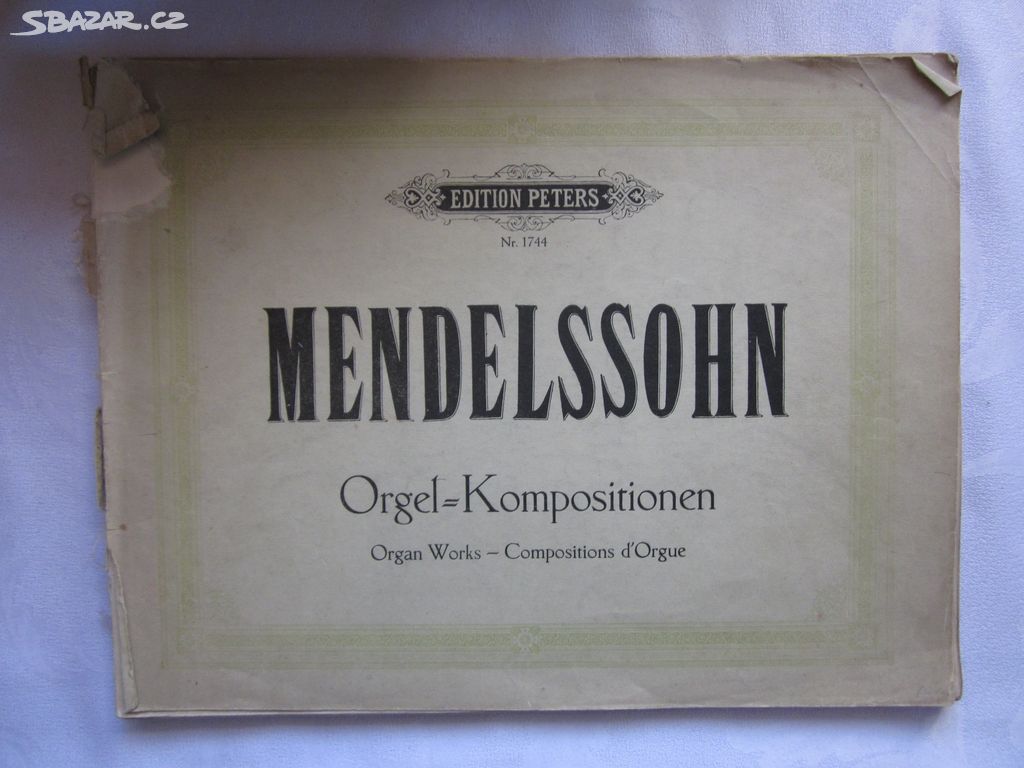 SBAZAR.CZ
EDITION PETERS
Nr. 1744
MENDELSSOHN
Orgel=Kompositionen
Organ Works – Compositions d'Orgue